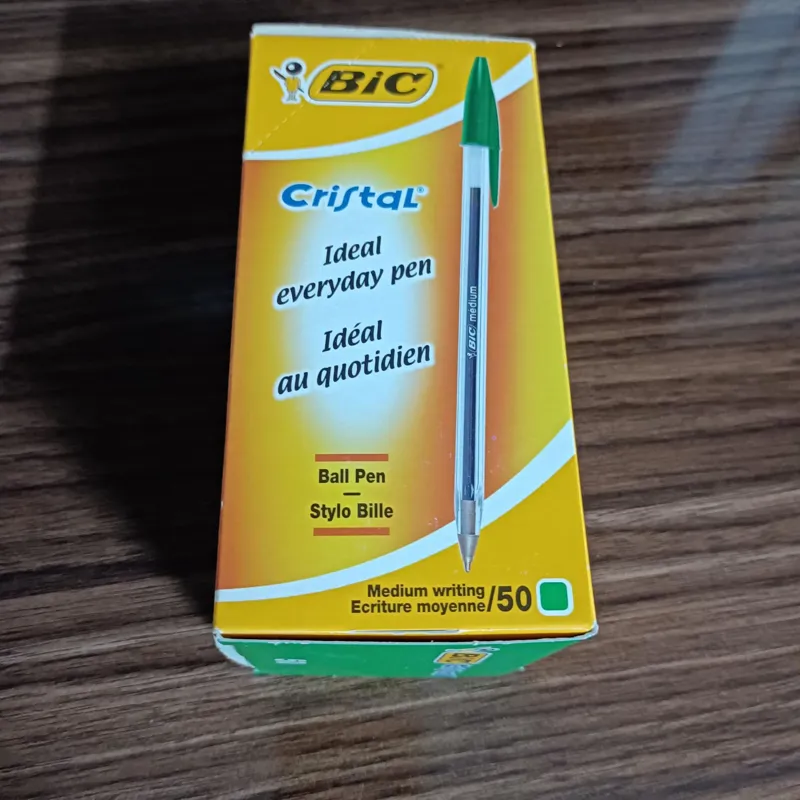 BiC
Cristal®
Ideal
everyday pen
Idéal
au quotidien
BiC medium
Ball Pen
Stylo Bille
Medium writing
Ecriture moyenne /50